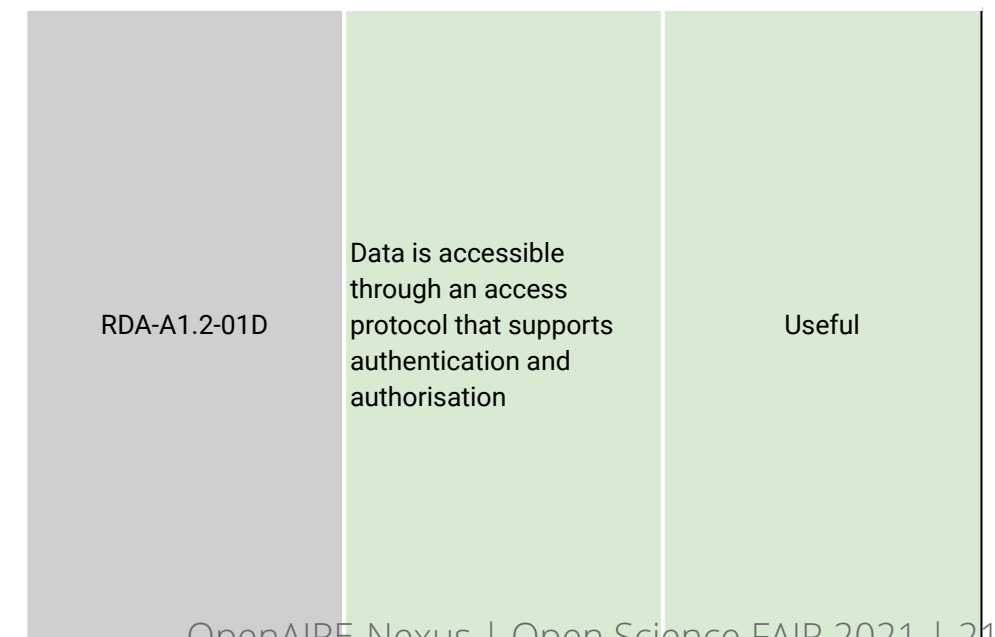 RDA-A1.2-01D
Data is accessible
through an access
protocol that supports
authentication and
authorisation
Useful
OpenAIRE-Nexus | Open Science FAIR 2021 | 21